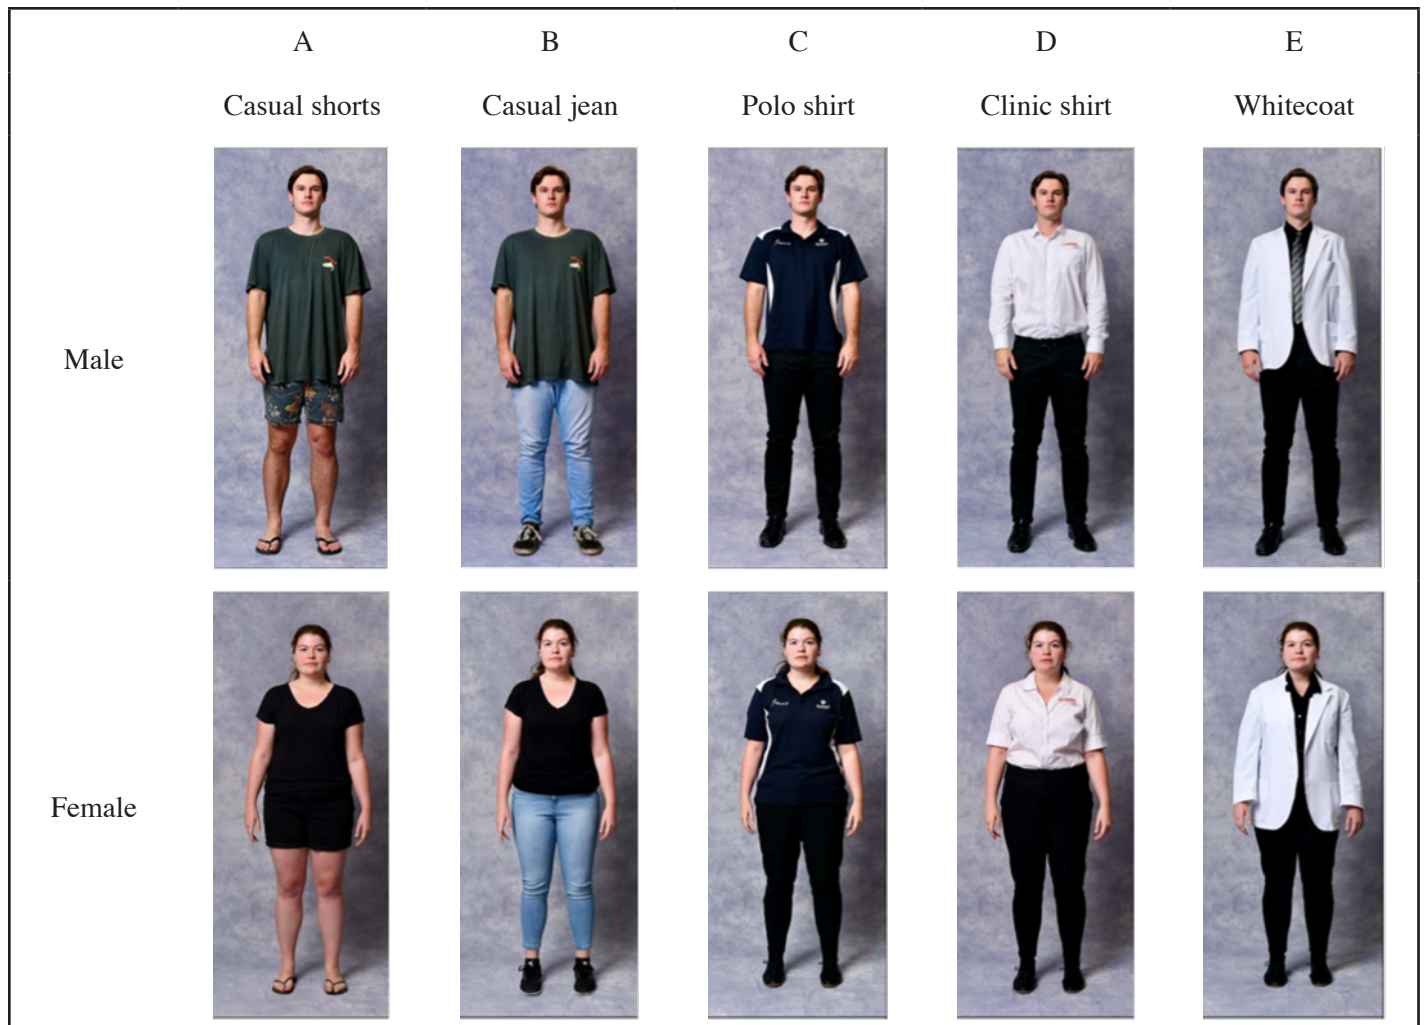 A
B
C
D
E
Casual shorts
Casual jean
Polo shirt
Clinic shirt
Whitecoat
Male
Female